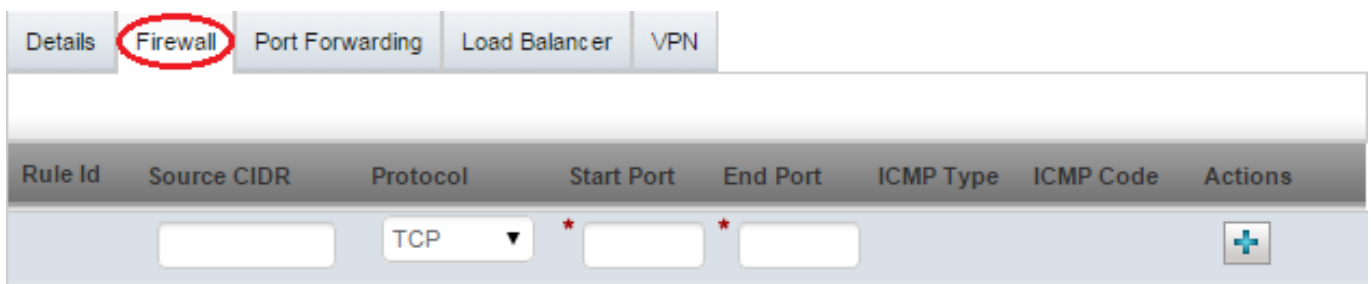 Details Firewall Port Forwarding Load Balancer VPN
Rule Id Source CIDR Protocol Start Port End Port ICMP Type ICMP Code Actions
TCP * *